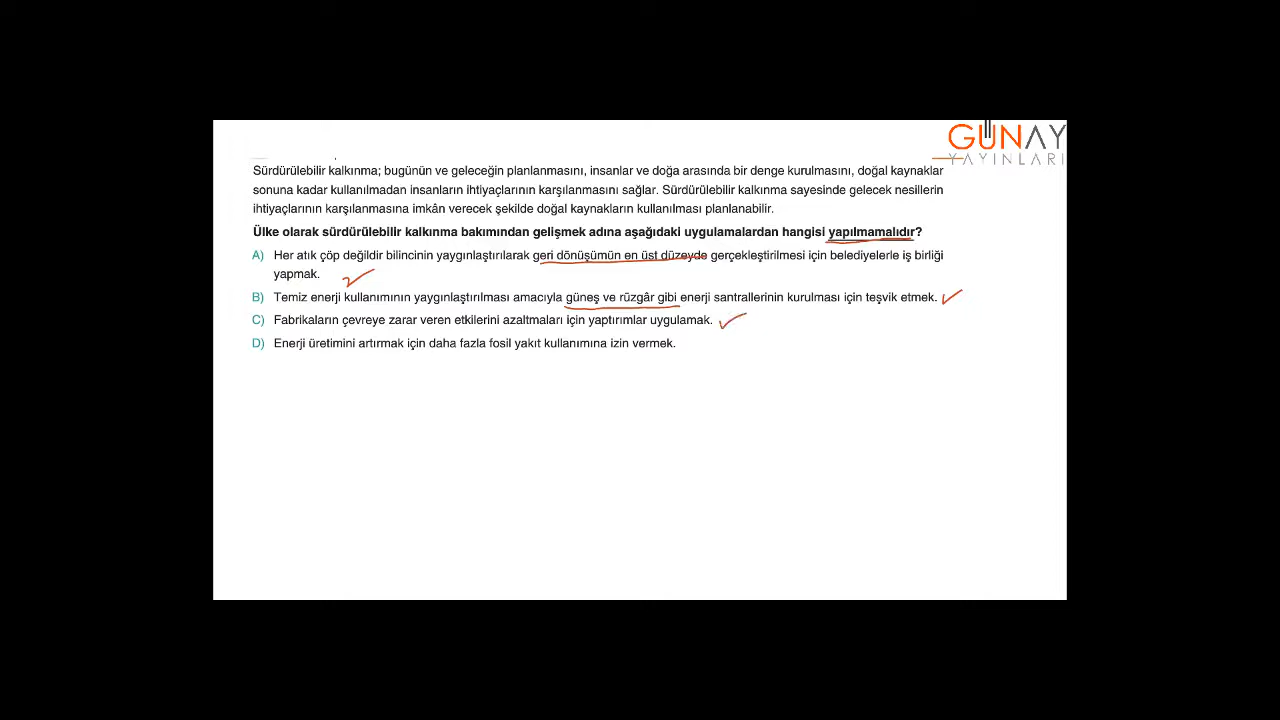 GÜNAY
YAYINLARI
Sürdürülebilir kalkınma; bugünün ve geleceğin planlanmasını, insanlar ve doğa arasında bir denge kurulmasını, doğal kaynaklar
sonuna kadar kullanılmadan insanların ihtiyaçlarının karşılanmasını sağlar. Sürdürülebilir kalkınma sayesinde gelecek nesillerin
ihtiyaçlarının karşılanmasına imkân verecek şekilde doğal kaynakların kullanılması planlanabilir.
Ülke olarak sürdürülebilir kalkınma bakımından gelişmek adına aşağıdaki uygulamalardan hangisi yapılmamalıdır?
A) Her atık çöp değildir bilincinin yaygınlaştırılarak geri dönüşümün en üst düzeyde gerçekleştirilmesi için belediyelerle iş birliği
yapmak.
B) Temiz enerji kullanımının yaygınlaştırılması amacıyla güneş ve rüzgâr gibi enerji santrallerinin kurulması için teşvik etmek.
C) Fabrikaların çevreye zarar veren etkilerini azaltmaları için yaptırımlar uygulamak.
D) Enerji üretimini artırmak için daha fazla fosil yakıt kullanımına izin vermek.